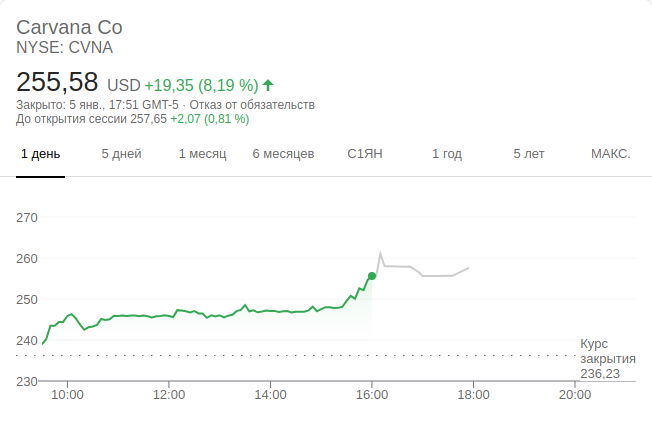 Carvana Co
NYSE: CVNA
255,58 USD +19,35 (8,19 %)
Закрыто: 5 янв., 17:51 GMT-5 · Отказ от обязательств
До открытия сессии 257,65 +2,07 (0,81 %)
1 день 5 дней 1 месяц 6 месяцев С1ЯН 1 год 5 лет МАКС.
270
260
250
240
Курс
закрытия
236,23
230
10:00 12:00 14:00 16:00 18:00 20:00